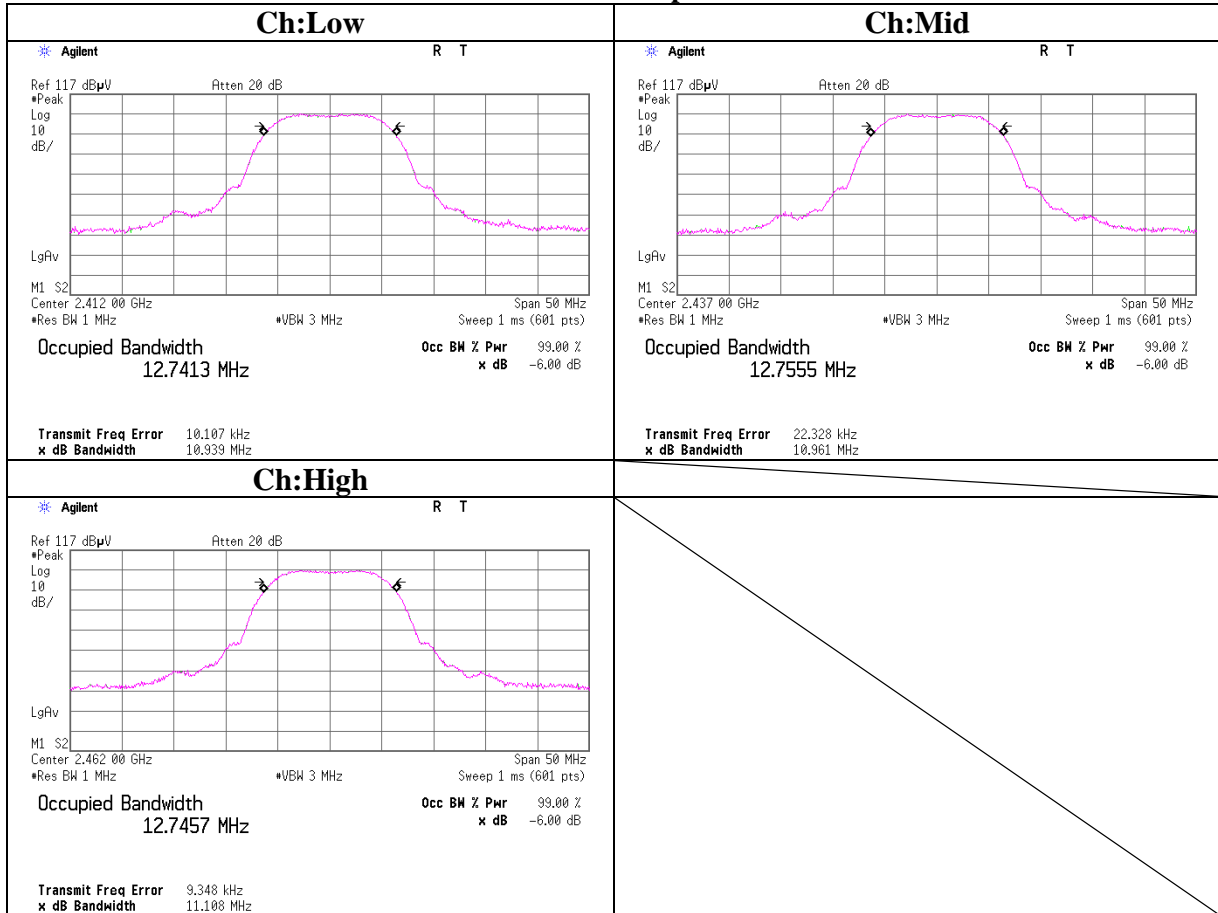 Ch:Low
Agilent R T
Ref 117 dBµV Atten 20 dB
#Peak
Log
10
dB/
LgAv
M1 S2
Center 2.412 00 GHz Span 50 MHz
#Res BW 1 MHz #VBW 3 MHz Sweep 1 ms (601 pts)
Occupied Bandwidth Occ BW % Pwr 99.00 %
12.7413 MHz x dB -6.00 dB
Transmit Freq Error 10.107 kHz
x dB Bandwidth 10.939 MHz
Ch:Mid
Agilent R T
Ref 117 dBµV Atten 20 dB
#Peak
Log
10
dB/
LgAv
M1 S2
Center 2.437 00 GHz Span 50 MHz
#Res BW 1 MHz #VBW 3 MHz Sweep 1 ms (601 pts)
Occupied Bandwidth Occ BW % Pwr 99.00 %
12.7555 MHz x dB -6.00 dB
Transmit Freq Error 22.328 kHz
x dB Bandwidth 10.961 MHz
Ch:High
Agilent R T
Ref 117 dBµV Atten 20 dB
#Peak
Log
10
dB/
LgAv
M1 S2
Center 2.462 00 GHz Span 50 MHz
#Res BW 1 MHz #VBW 3 MHz Sweep 1 ms (601 pts)
Occupied Bandwidth Occ BW % Pwr 99.00 %
12.7457 MHz x dB -6.00 dB
Transmit Freq Error 9.348 kHz
x dB Bandwidth 11.108 MHz